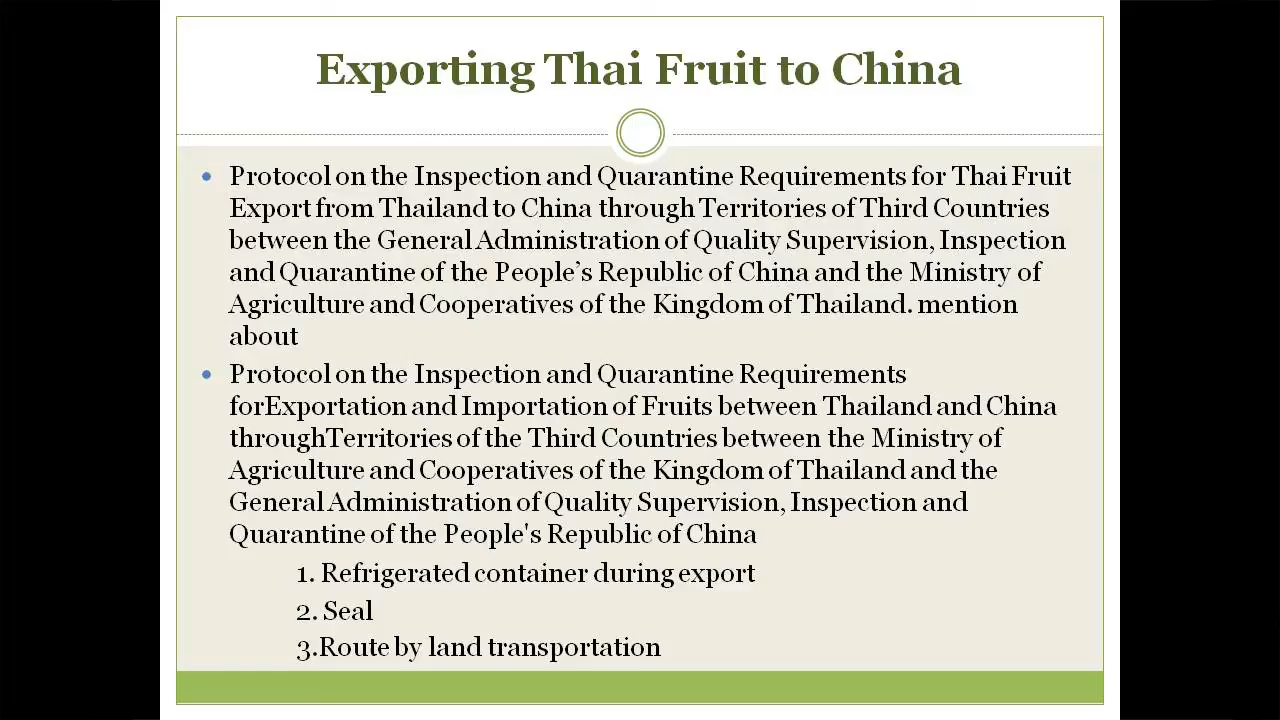 Exporting Thai Fruit to China
• Protocol on the Inspection and Quarantine Requirements for Thai Fruit
Export from Thailand to China through Territories of Third Countries
between the General Administration of Quality Supervision, Inspection
and Quarantine of the People’s Republic of China and the Ministry of
Agriculture and Cooperatives of the Kingdom of Thailand. mention
about
• Protocol on the Inspection and Quarantine Requirements
forExportation and Importation of Fruits between Thailand and China
throughTerritories of the Third Countries between the Ministry of
Agriculture and Cooperatives of the Kingdom of Thailand and the
General Administration of Quality Supervision, Inspection and
Quarantine of the People's Republic of China
1. Refrigerated container during export
2. Seal
3.Route by land transportation